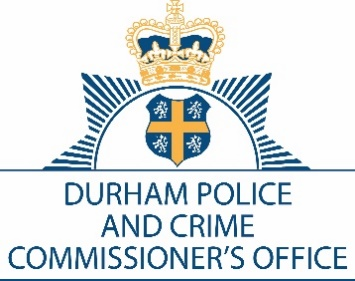 DURHAM POLICE
AND CRIME
COMMISSIONER'S OFFICE